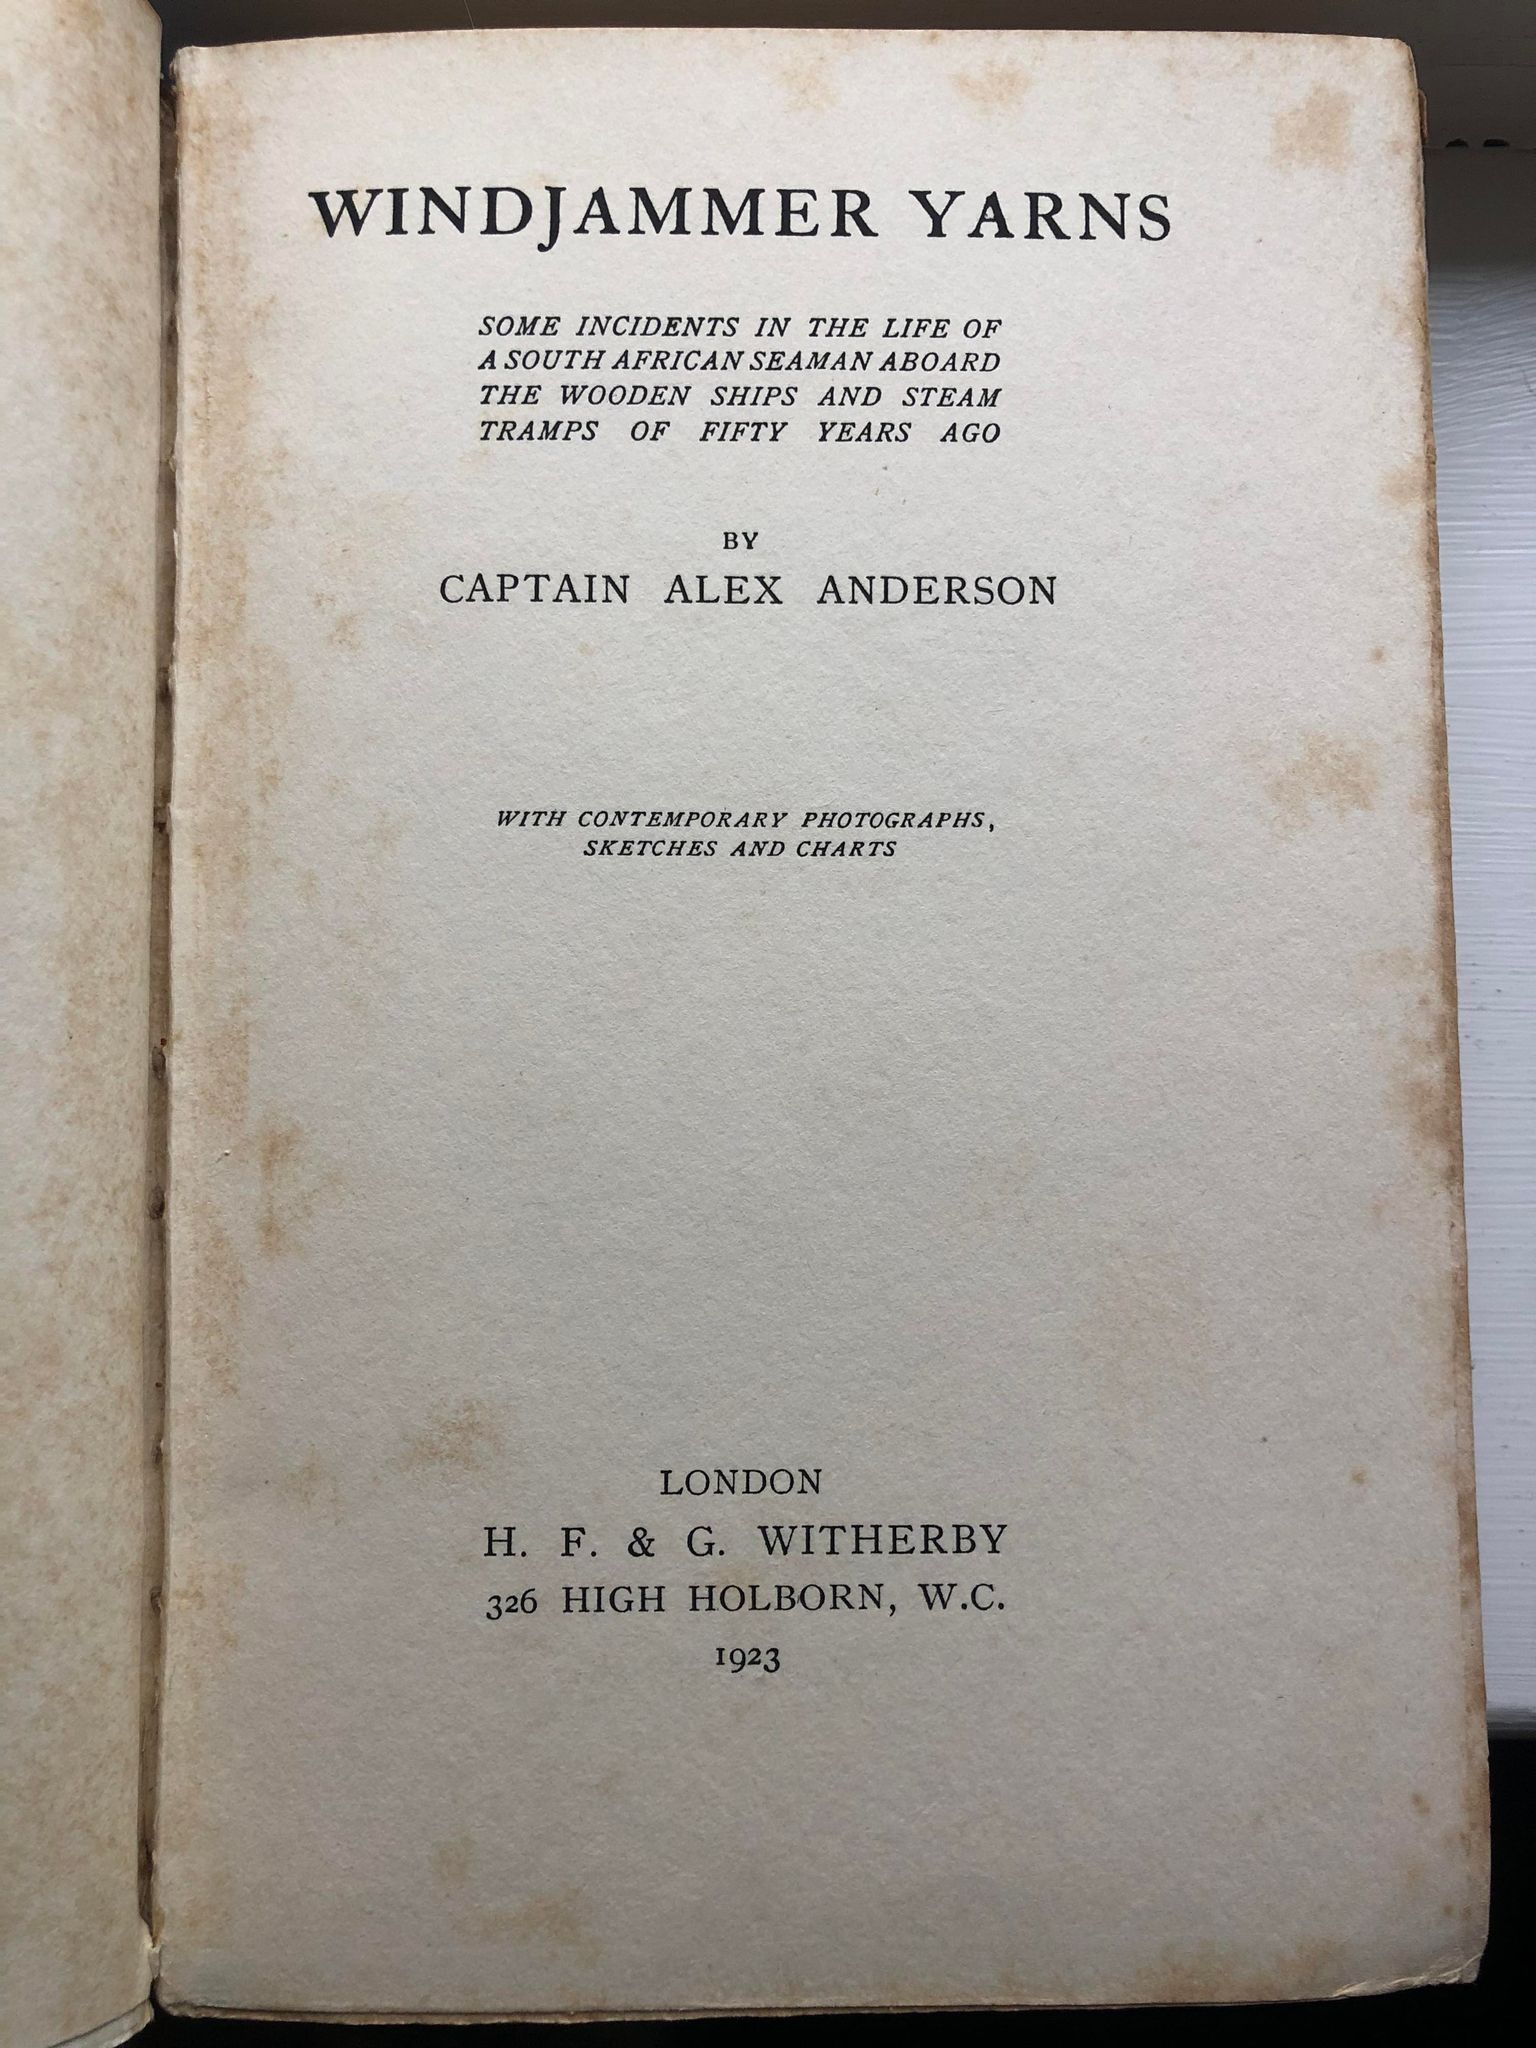 WINDJAMMER YARNS
SOME INCIDENTS IN THE LIFE OF
A SOUTH AFRICAN SEAMAN ABOARD
THE WOODEN SHIPS AND STEAM
TRAMPS OF FIFTY YEARS AGO
BY
CAPTAIN ALEX ANDERSON
WITH CONTEMPORARY PHOTOGRAPHS,
SKETCHES AND CHARTS
LONDON
H. F. & G. WITHERBY
326 HIGH HOLBORN, W.C.
1923